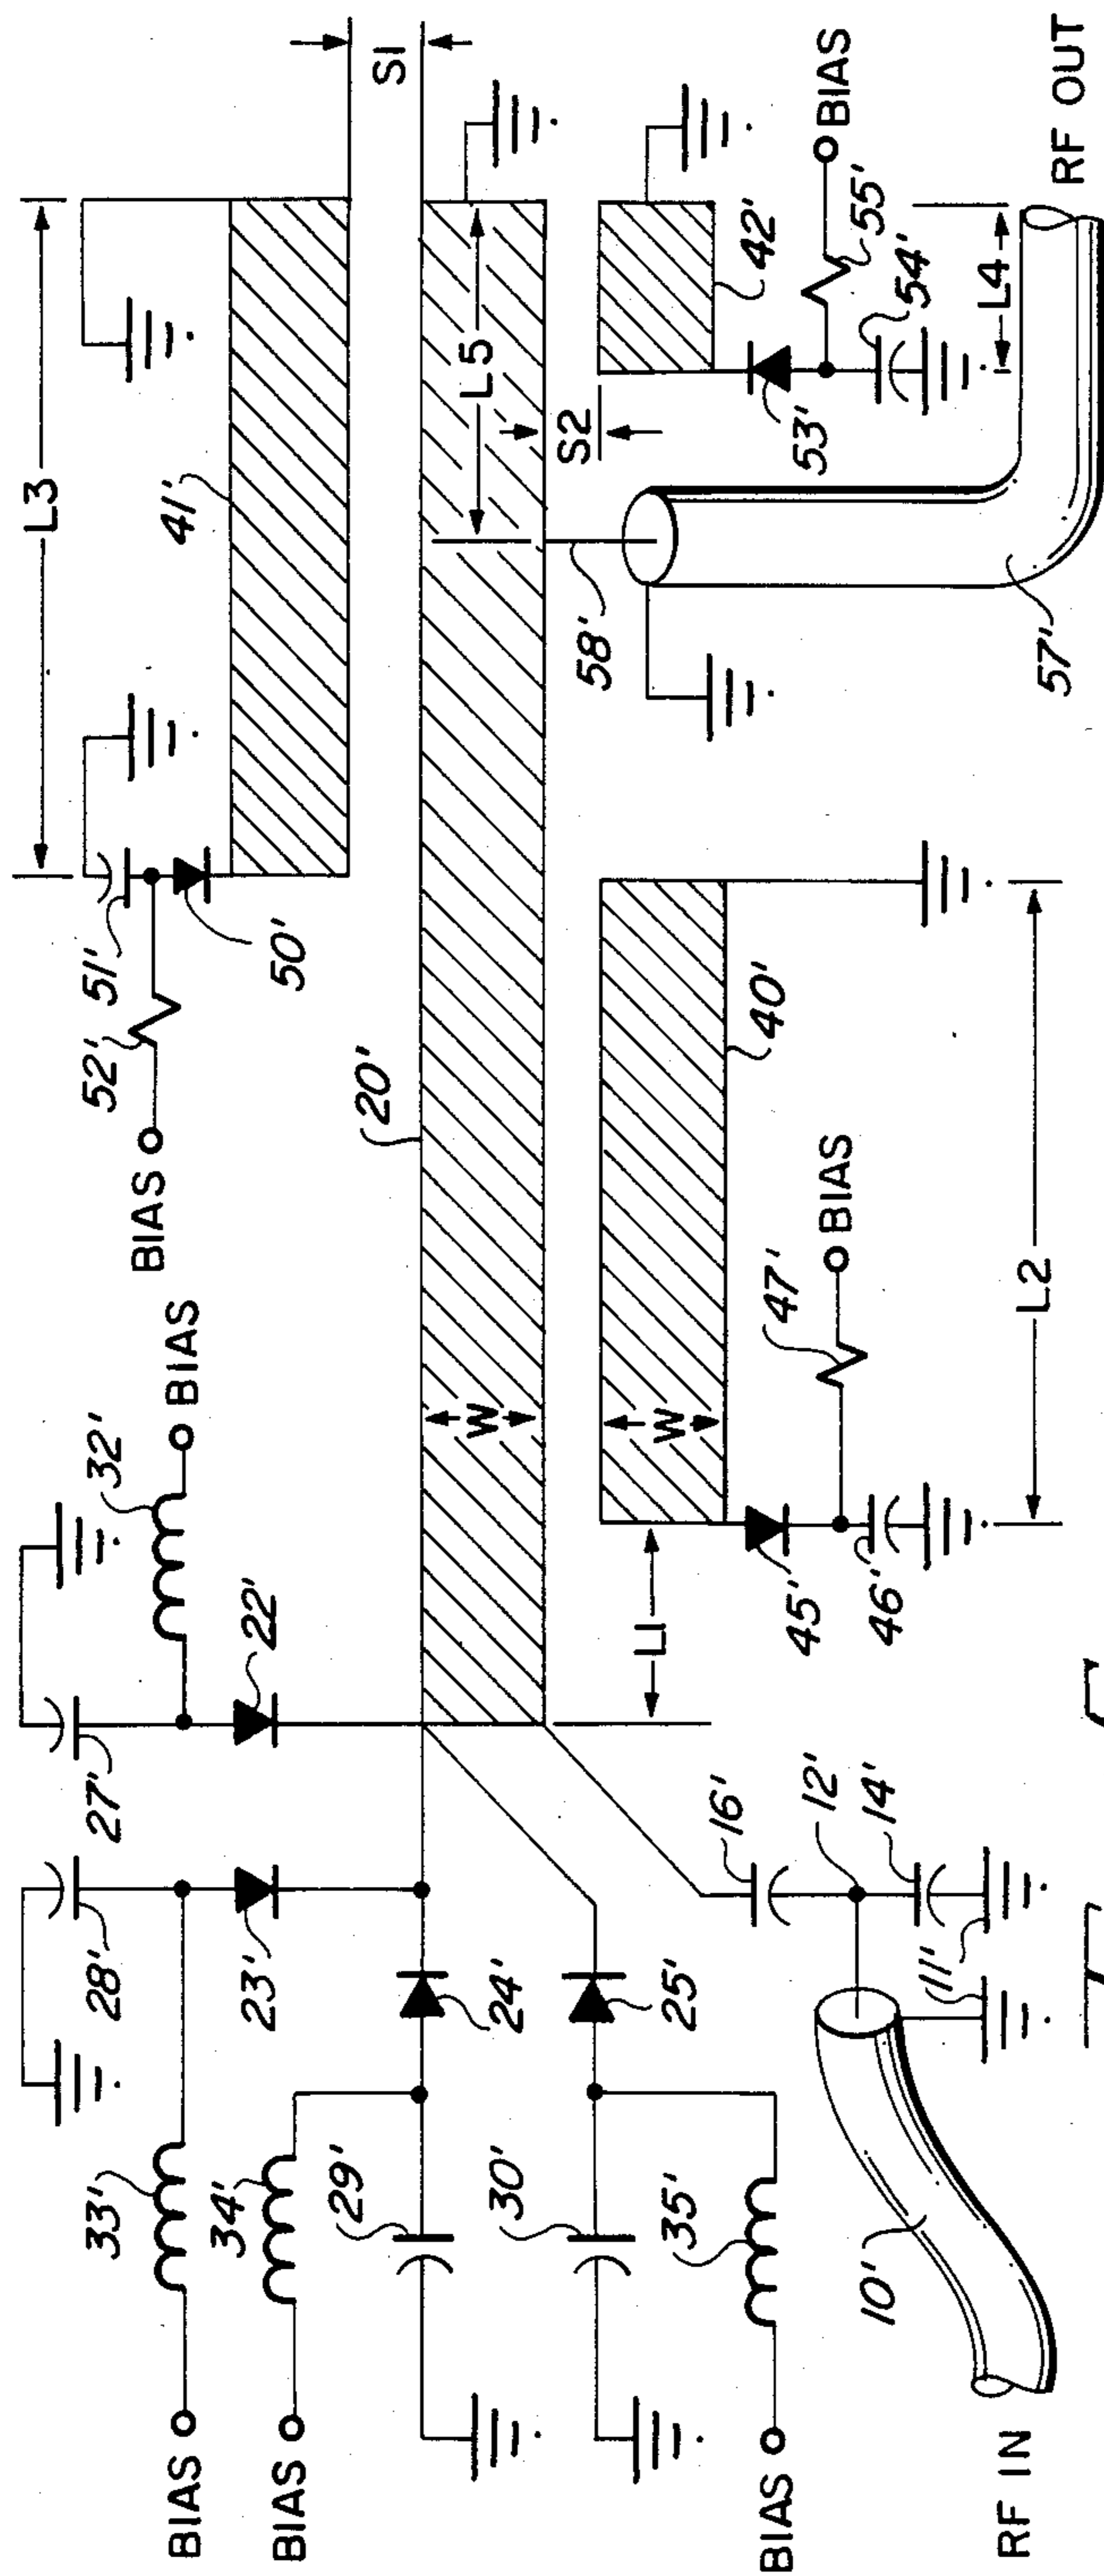 L3
S1
41'
51'
50'
52'
BIAS
20'
L5
S2
42'
53'
54'
55'
BIAS
L4
58'
57'
RF OUT
32'
BIAS
22'
27'
28'
23'
33'
BIAS
34'
BIAS
24'
29'
25'
30'
35'
BIAS
W
W
40'
L1
L2
45'
46'
47'
BIAS
16'
12'
14'
11'
10'
RF IN